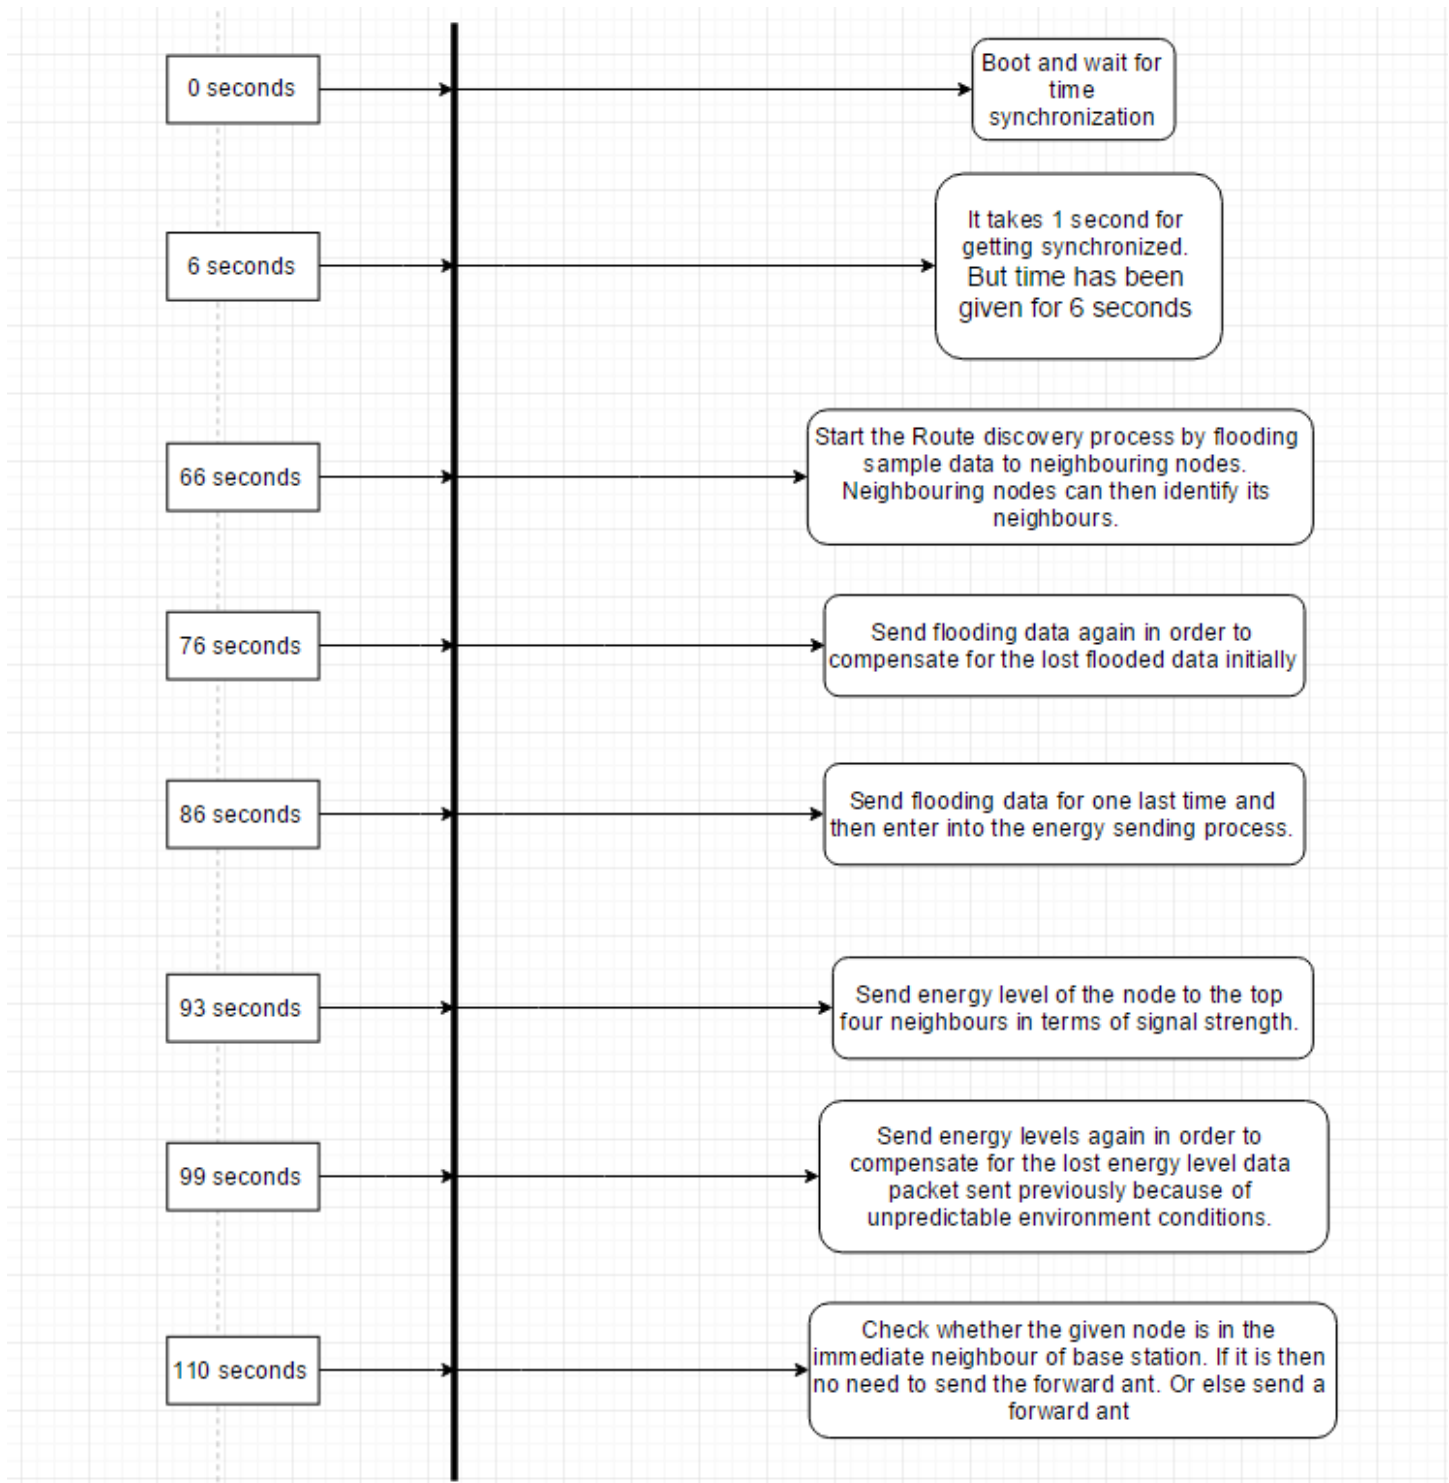 0 seconds
Boot and wait for
time
synchronization
6 seconds
It takes 1 second for
getting synchronized.
But time has been
given for 6 seconds
66 seconds
Start the Route discovery process by flooding
sample data to neighbouring nodes.
Neighbouring nodes can then identify its
neighbours.
76 seconds
Send flooding data again in order to
compensate for the lost flooded data initially
86 seconds
Send flooding data for one last time and
then enter into the energy sending process.
93 seconds
Send energy level of the node to the top
four neighbours in terms of signal strength.
99 seconds
Send energy levels again in order to
compensate for the lost energy level data
packet sent previously because of
unpredictable environment conditions.
110 seconds
Check whether the given node is in the
immediate neighbour of base station. If it is then
no need to send the forward ant. Or else send a
forward ant